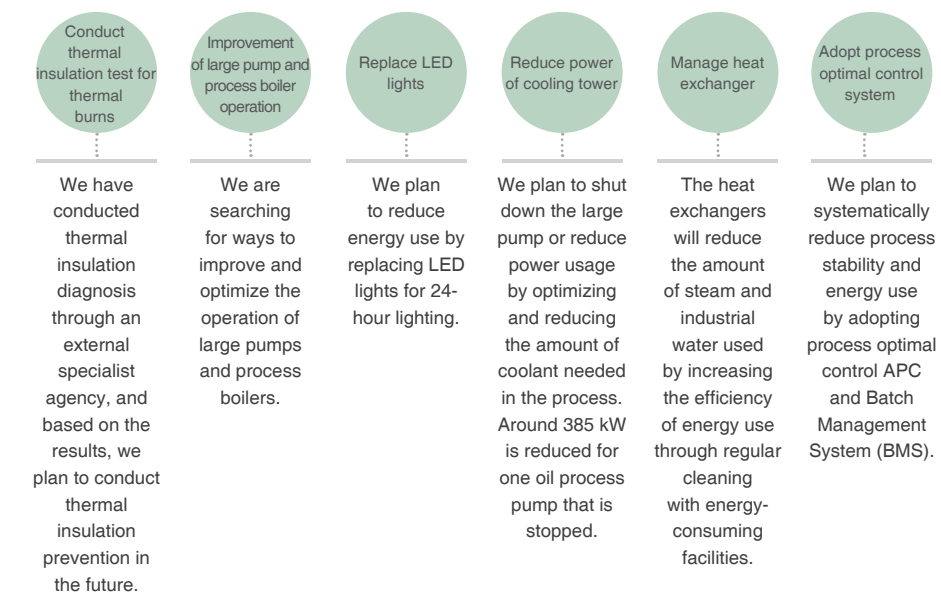 Conduct
thermal
insulation test for
thermal
burns
We have
conducted
thermal
insulation
diagnosis
through an
external
specialist
agency, and
based on the
results, we
plan to conduct
thermal
insulation
prevention in
the future.
Improvement
of large pump and
process boiler
operation
We are
searching
for ways to
improve and
optimize the
operation of
large pumps
and process
boilers.
Replace LED
lights
We plan
to reduce
energy use by
replacing LED
lights for 24-
hour lighting.
Reduce power
of cooling tower
We plan to shut
down the large
pump or reduce
power usage
by optimizing
and reducing
the amount of
coolant needed
in the process.
Around 385 kW
is reduced for
one oil process
pump that is
stopped.
Manage heat
exchanger
The heat
exchangers
will reduce
the amount
of steam and
industrial
water used
by increasing
the efficiency
of energy use
through regular
cleaning
with energy-
consuming
facilities.
Adopt process
optimal control
system
We plan to
systematically
reduce process
stability and
energy use
by adopting
process optimal
control APC
and Batch
Management
System (BMS).